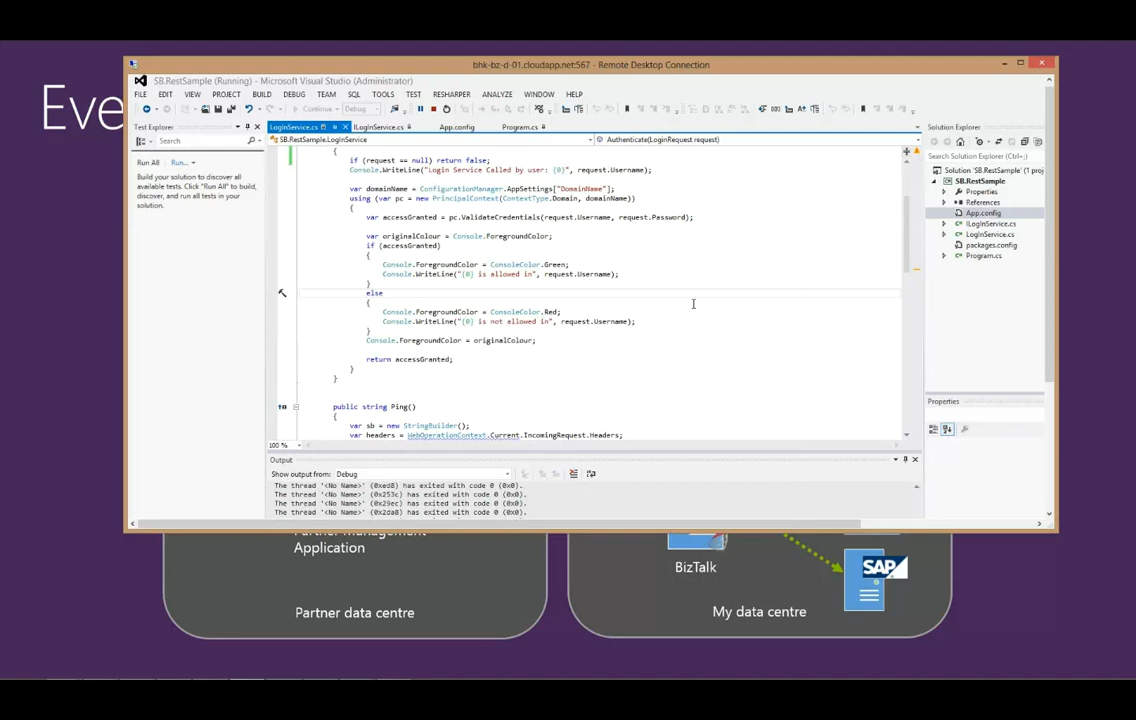 Eve
bhk-bz-d-01.cloudapp.net:567 - Remote Desktop Connection
SB.RestSample (Running) - Microsoft Visual Studio (Administrator)
FILE EDIT VIEW PROJECT BUILD DEBUG TEAM SQL TOOLS TEST RESHARPER ANALYZE WINDOW HELP
Continue Debug
Test Explorer
Search
Run All Run...
Build your solution to discover all
available tests. Click "Run All" to build,
discover, and run all tests in your
solution.
LogInService.cs ILogInService.cs App.config Program.cs
SB.RestSample.LogInService Authenticate(LoginRequest request)
{
if (request == null) return false;
Console.WriteLine("Login Service Called by user: {0}", request.Username);
var domainName = ConfigurationManager.AppSettings["DomainName"];
using (var pc = new PrincipalContext(ContextType.Domain, domainName))
{
var accessGranted = pc.ValidateCredentials(request.Username, request.Password);
var originalColour = Console.ForegroundColor;
if (accessGranted)
{
Console.ForegroundColor = ConsoleColor.Green;
Console.WriteLine("{0} is allowed in", request.Username);
}
else
{
Console.ForegroundColor = ConsoleColor.Red;
Console.WriteLine("{0} is not allowed in", request.Username);
}
Console.ForegroundColor = originalColour;
return accessGranted;
}
}
public string Ping()
{
var sb = new StringBuilder();
var headers = WebOperationContext.Current.IncomingRequest.Headers;
100 %
Output
Show output from: Debug
The thread '<No Name>' (0xed8) has exited with code 0 (0x0).
The thread '<No Name>' (0x253c) has exited with code 0 (0x0).
The thread '<No Name>' (0x29ec) has exited with code 0 (0x0).
The thread '<No Name>' (0x2da8) has exited with code 0 (0x0).
Solution Explorer
Search Solution Explorer (Ctrl+;)
Solution 'SB.RestSample' (1 proj
SB.RestSample
Properties
References
App.config
ILogInService.cs
LogInService.cs
packages.config
Program.cs
Properties
Partner Management
Application
Partner data centre
BizTalk
SAP
My data centre